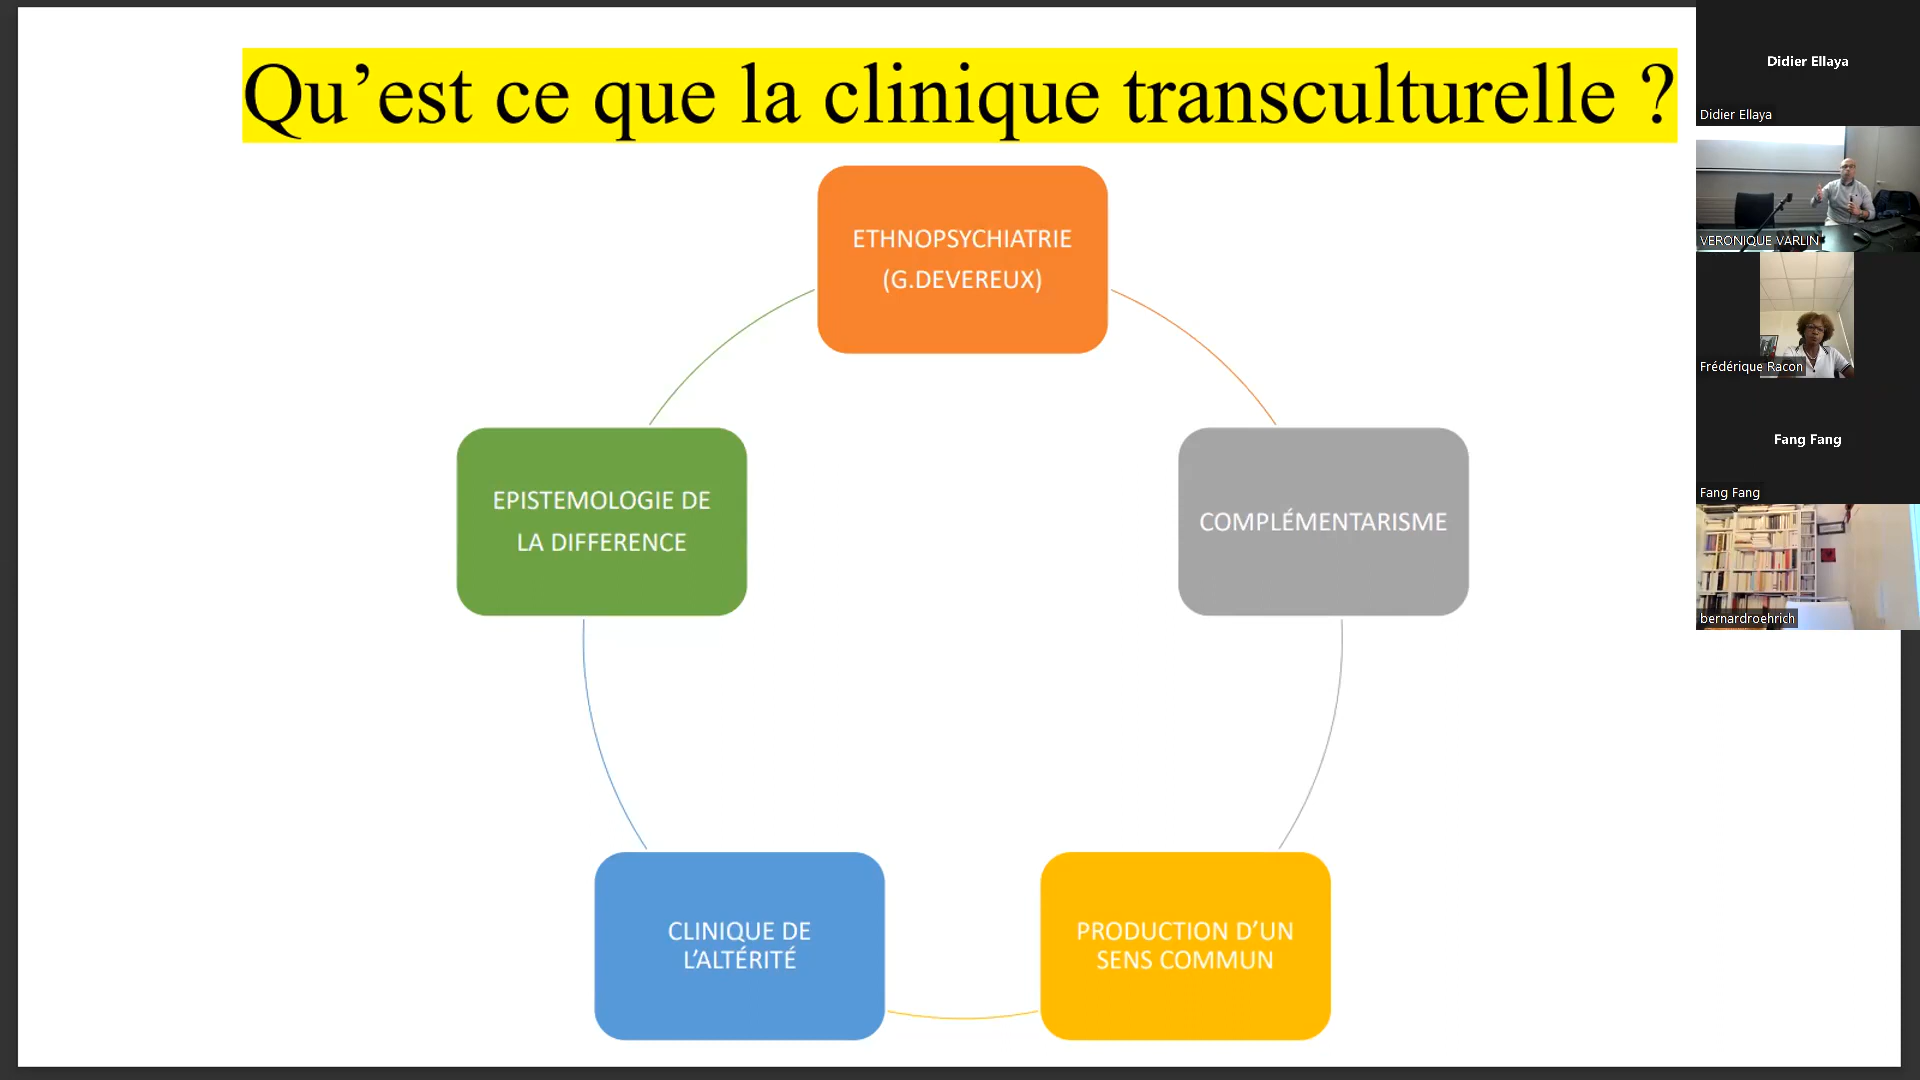 Qu’est ce que la clinique transculturelle ?
ETHNOPSYCHIATRIE
(G.DEVEREUX)
EPISTEMOLOGIE DE
LA DIFFERENCE
COMPLÉMENTARISME
CLINIQUE DE
L’ALTÉRITÉ
PRODUCTION D’UN
SENS COMMUN
Didier Ellaya
Didier Ellaya
VERONIQUE VARLIN
Frédérique Racon
Fang Fang
Fang Fang
bernardroehrich